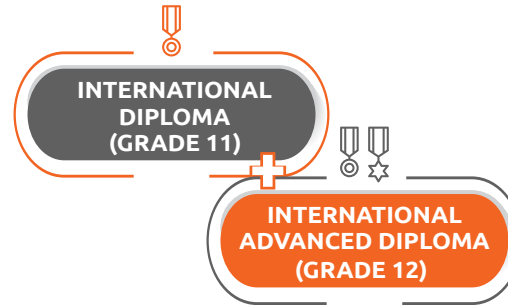 INTERNATIONAL
DIPLOMA
(GRADE 11)
INTERNATIONAL
ADVANCED DIPLOMA
(GRADE 12)